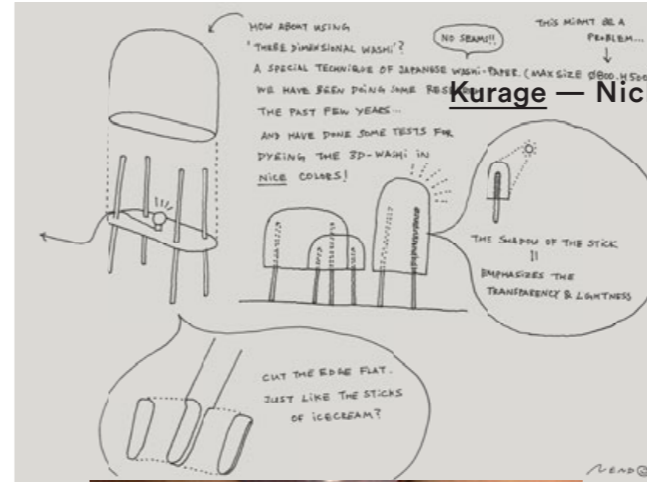 HOW ABOUT USING
'THREE DIMENSIONAL WASHI'?
A SPECIAL TECHNIQUE OF JAPANESE WASHI-PAPER. (MAX SIZE Ø800. H500
WE HAVE BEEN DOING SOME
THE PAST FEW YEARS...
AND HAVE DONE SOME TESTS FOR
DYEING THE 3D-WASHI IN
NICE COLORS!
NO SEAMS!!
THIS MIGHT BE A
PROBLEM...
Kurage — Nic
THE SHADOW OF THE STICK
EMPHASIZES THE
TRANSPARENCY & LIGHTNESS
CUT THE EDGE FLAT.
JUST LIKE THE STICKS
OF ICECREAM?
NENDO